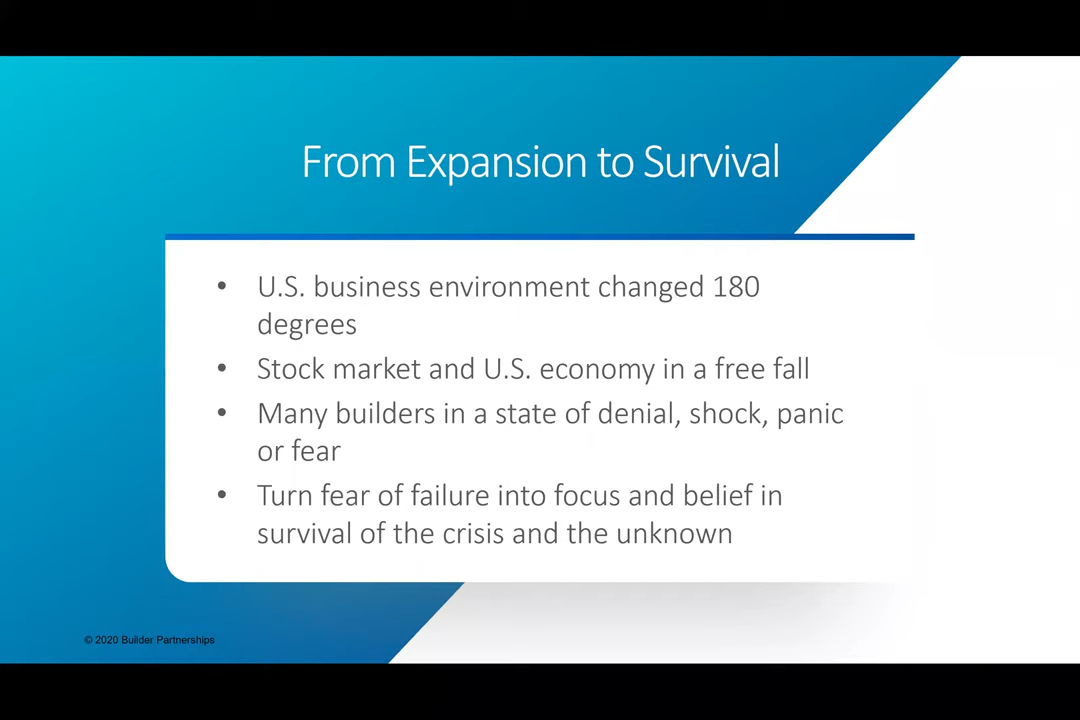 From Expansion to Survival
• U.S. business environment changed 180
degrees
• Stock market and U.S. economy in a free fall
• Many builders in a state of denial, shock, panic
or fear
• Turn fear of failure into focus and belief in
survival of the crisis and the unknown
© 2020 Builder Partnerships